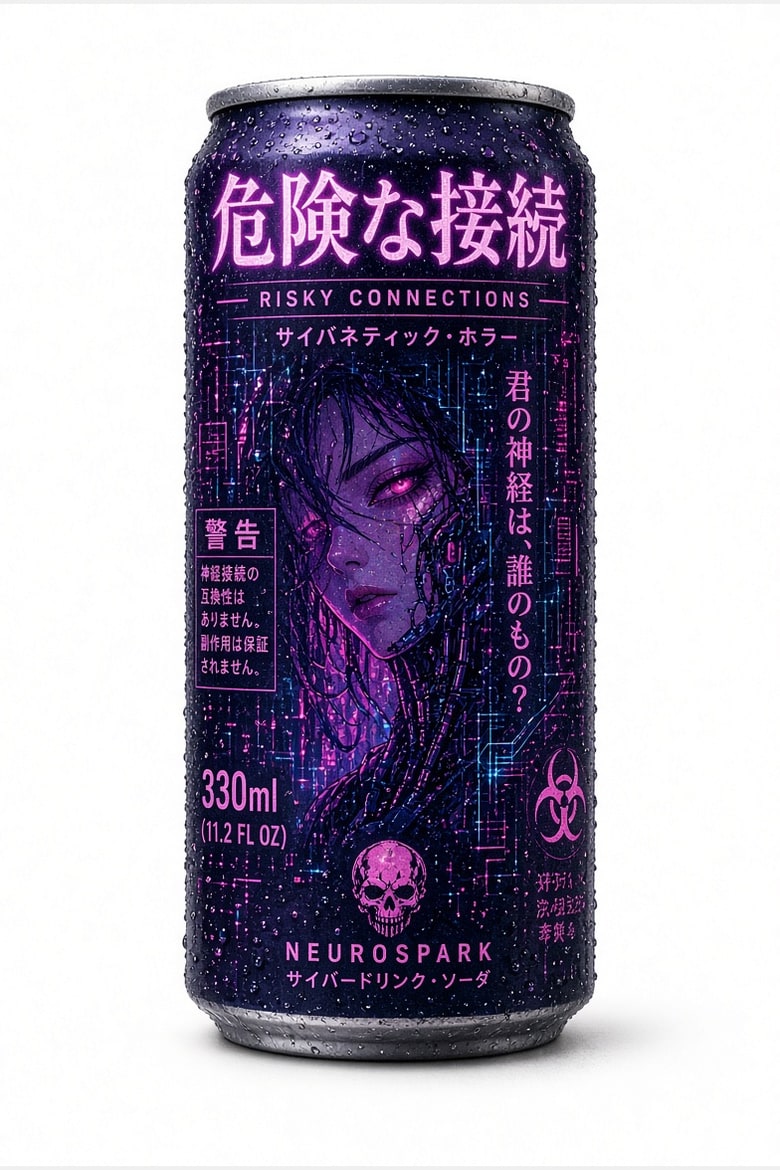 危険な接続
RISKY CONNECTIONS
サイバネティック・ホラー
君の神経は、誰のもの？
警告
神経接続の
互換性は
ありません。
副作用は保証
されません。
330ml
(11.2 FL OZ)
NEUROSPARK
サイバードリンク・ソーダ